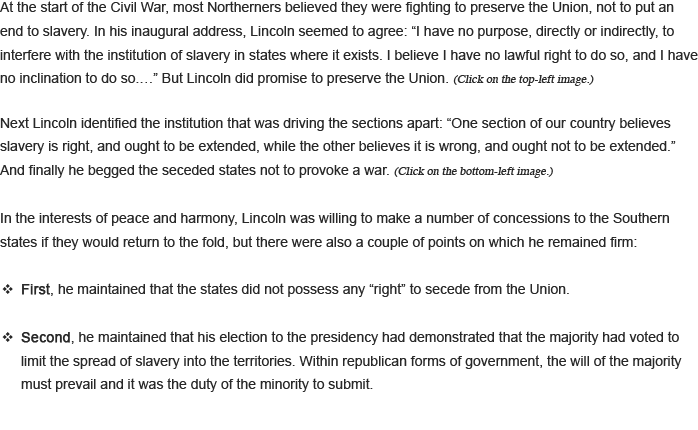 At the start of the Civil War, most Northerners believed they were fighting to preserve the Union, not to put an
end to slavery. In his inaugural address, Lincoln seemed to agree: “I have no purpose, directly or indirectly, to
interfere with the institution of slavery in states where it exists. I believe I have no lawful right to do so, and I have
no inclination to do so.…” But Lincoln did promise to preserve the Union. (Click on the top-left image.)
Next Lincoln identified the institution that was driving the sections apart: “One section of our country believes
slavery is right, and ought to be extended, while the other believes it is wrong, and ought not to be extended.”
And finally he begged the seceded states not to provoke a war. (Click on the bottom-left image.)
In the interests of peace and harmony, Lincoln was willing to make a number of concessions to the Southern
states if they would return to the fold, but there were also a couple of points on which he remained firm:
❖ First, he maintained that the states did not possess any “right” to secede from the Union.
❖ Second, he maintained that his election to the presidency had demonstrated that the majority had voted to
limit the spread of slavery into the territories. Within republican forms of government, the will of the majority
must prevail and it was the duty of the minority to submit.